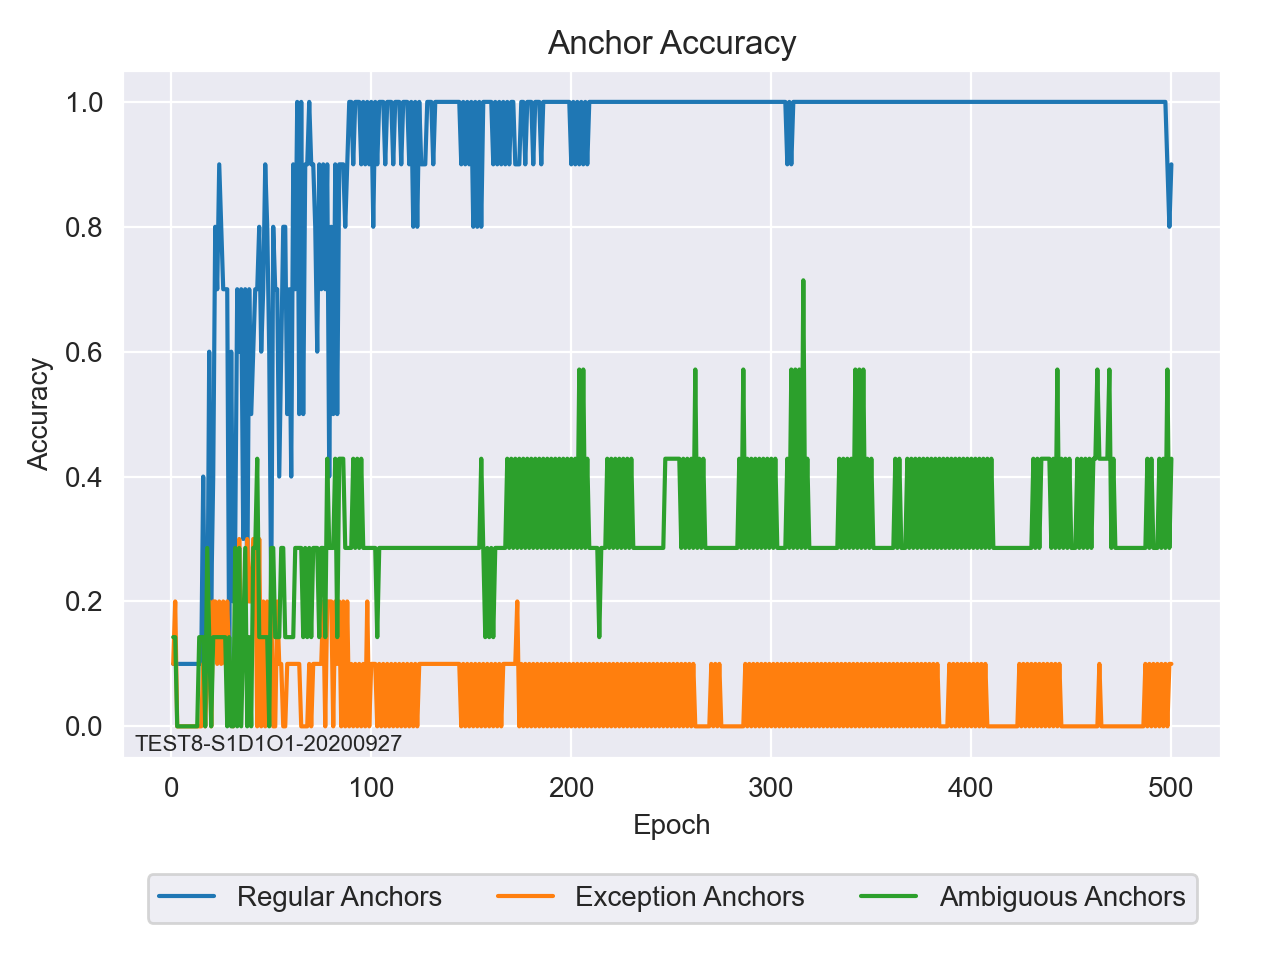 Anchor Accuracy
1.0
0.8
0.6
0.4
0.2
0.0
Accuracy
TEST8-S1D1O1-20200927
0 100 200 300 400 500
Epoch
Regular Anchors Exception Anchors Ambiguous Anchors